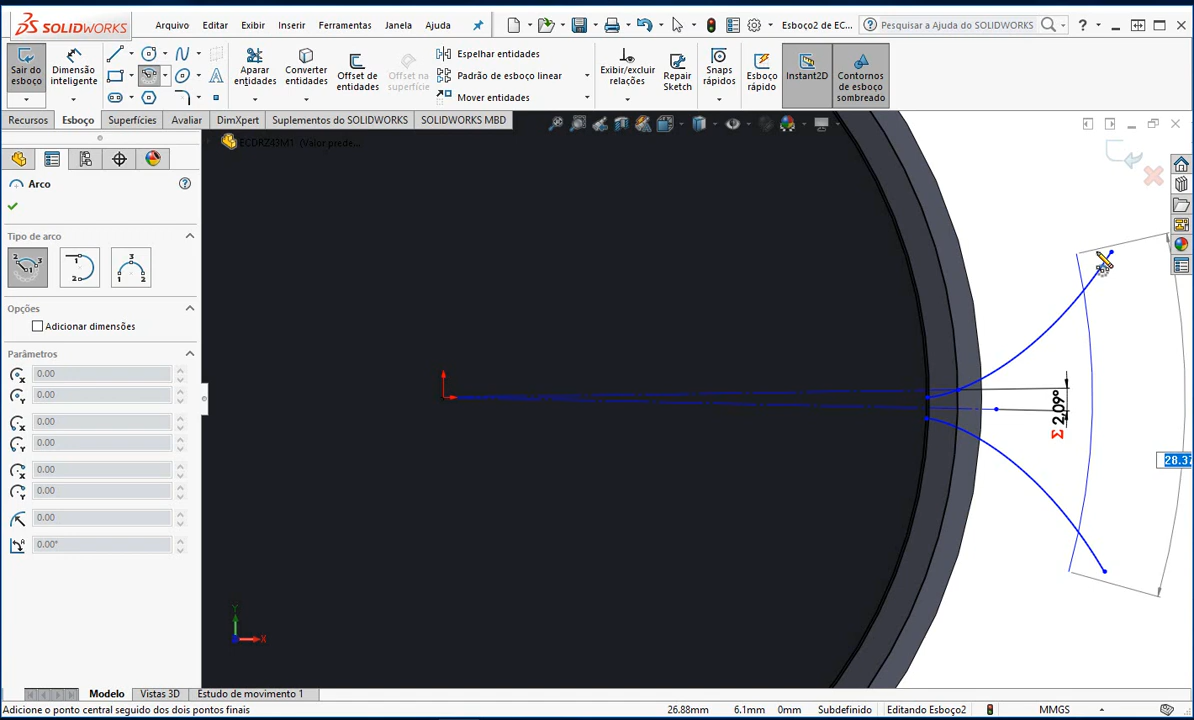 SOLIDWORKS
Arquivo Editar Exibir Inserir Ferramentas Janela Ajuda
Esboço2 de EC...
Pesquisar a Ajuda do SOLIDWORKS
Sair do esboço
Dimensão inteligente
Aparar entidades
Converter entidades
Offset de entidades
Offset na superfície
Espelhar entidades
Padrão de esboço linear
Mover entidades
Exibir/excluir relações
Repair Sketch
Snaps rápidos
Esboço rápido
Instant2D
Contornos de esboço sombreado
Recursos Esboço Superfícies Avaliar DimXpert Suplementos do SOLIDWORKS SOLIDWORKS MBD
ECDRZ43M1 (Valor prede...
Arco
Tipo de arco
Opções
Adicionar dimensões
Parâmetros
0.00
0.00
0.00
0.00
0.00
0.00
0.00
0.00°
Σ 2,09°
28.37
Y
X
Modelo Vistas 3D Estudo de movimento 1
Adicione o ponto central seguido dos dois pontos finais
26.88mm 6.1mm 0mm Subdefinido Editando Esboço2 MMGS